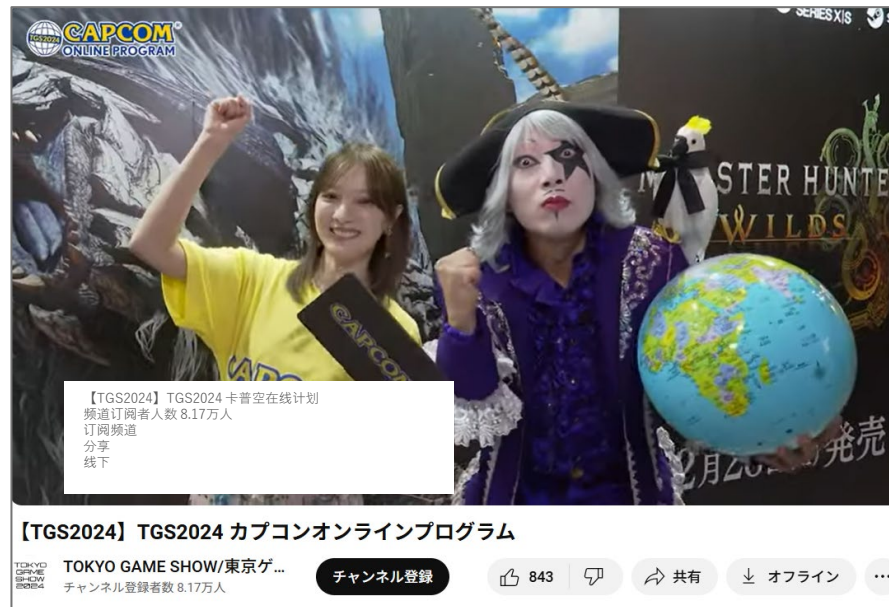 TGS2024 CAPCOM
ONLINE PROGRAM
SERIES X|S
STER HUNTE
WILDS
CAPCOM
【TGS2024】TGS2024 卡普空在线计划
频道订阅者人数 8.17万人
订阅频道
分享
线下
発売
【TGS2024】TGS2024 カプコンオンラインプログラム
TOKYO
GAME
SHOW
2024
TOKYO GAME SHOW/東京ゲ...
チャンネル登録者数 8.17万人
チャンネル登録
843
共有
オフライン